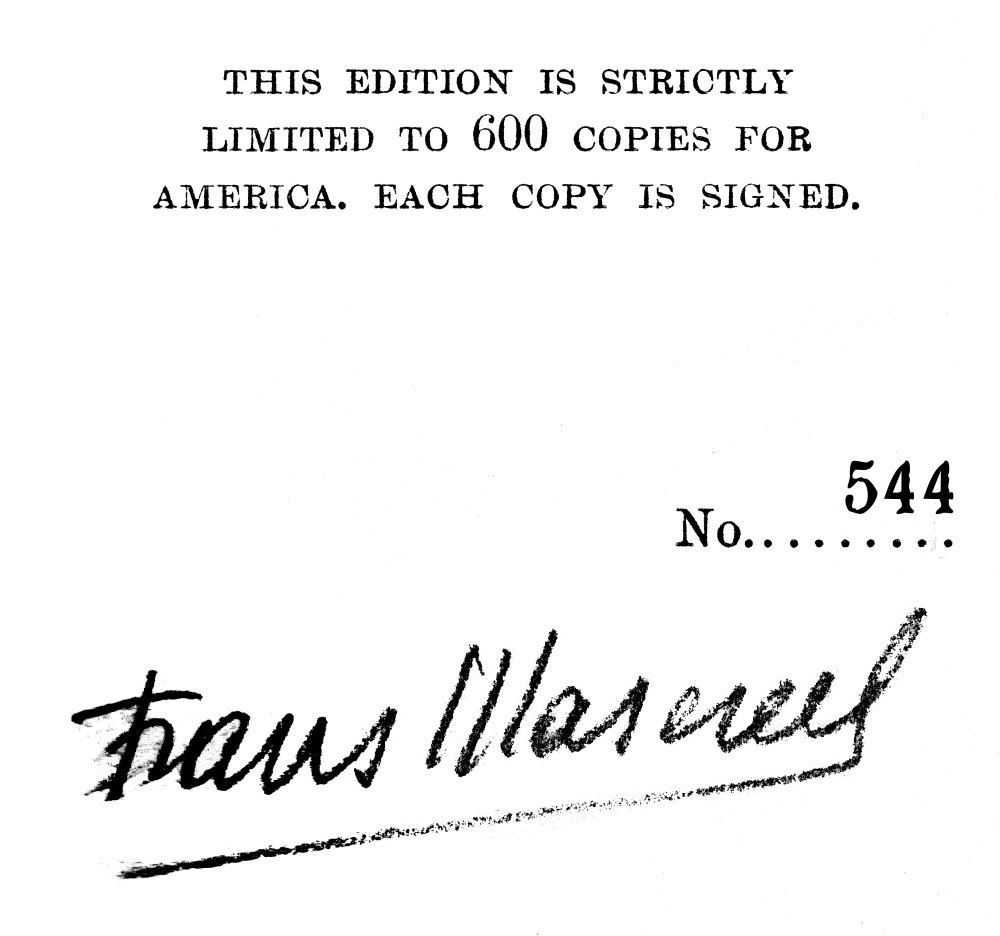 THIS EDITION IS STRICTLY
LIMITED TO 600 COPIES FOR
AMERICA. EACH COPY IS SIGNED.
544
No.........
Frans Masereel